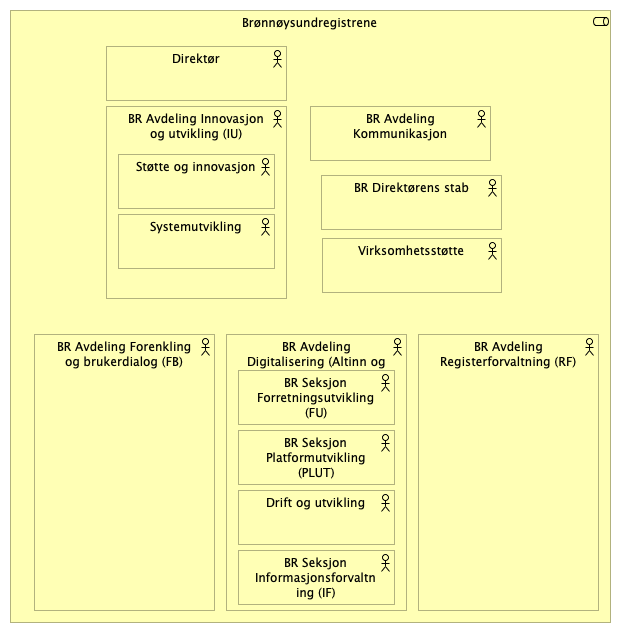 Brønnøysundregistrene
Direktør
BR Avdeling Innovasjon
og utvikling (IU)
Støtte og innovasjon
Systemutvikling
BR Avdeling
Kommunikasjon
BR Direktørens stab
Virksomhetsstøtte
BR Avdeling Forenkling
og brukerdialog (FB)
BR Avdeling
Digitalisering (Altinn og
BR Seksjon
Forretningsutvikling
(FU)
BR Seksjon
Platformutvikling
(PLUT)
Drift og utvikling
BR Seksjon
Informasjonsforvaltn
ing (IF)
BR Avdeling
Registerforvaltning (RF)